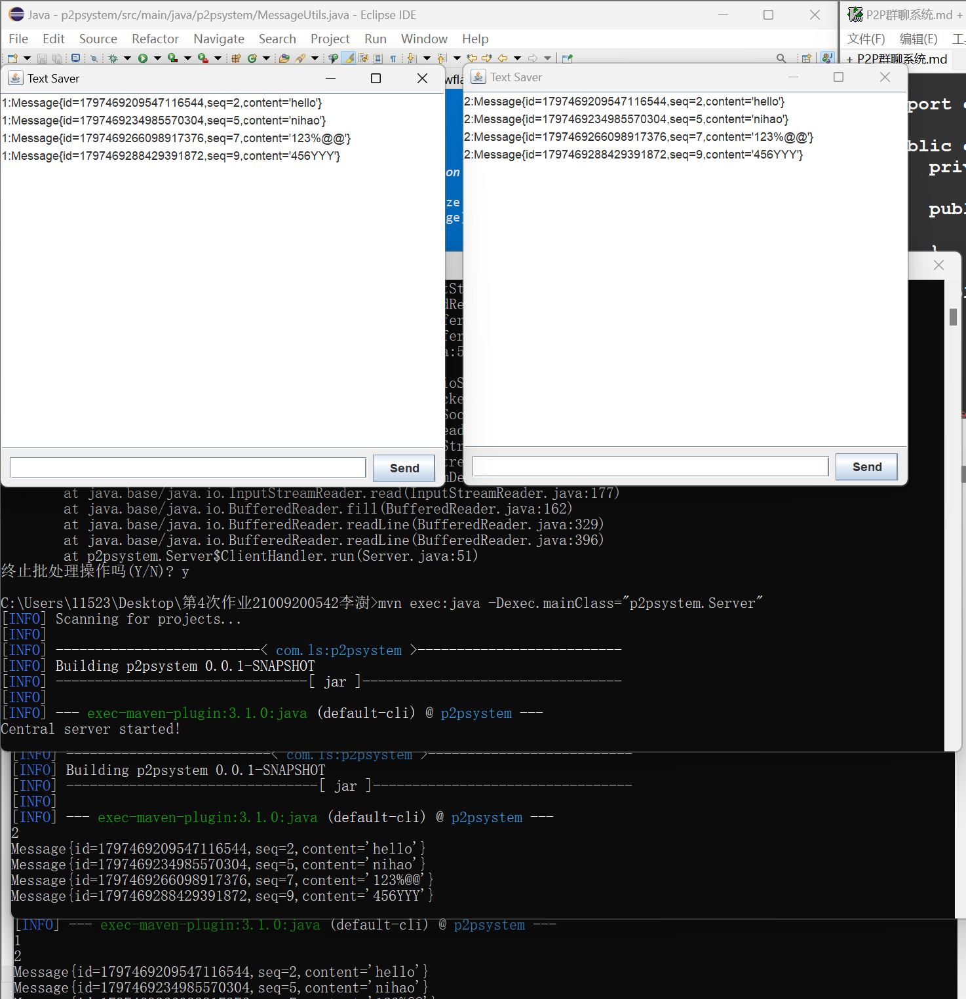 Java - p2psystem/src/main/java/p2psystem/MessageUtils.java - Eclipse IDE
File Edit Source Refactor Navigate Search Project Run Window Help
P2P群聊系统.md +
文件(F) 编辑(E)
+ P2P群聊系统.md
Text Saver
1:Message{id=1797469209547116544,seq=2,content='hello'}
1:Message{id=1797469234985570304,seq=5,content='nihao'}
1:Message{id=1797469266098917376,seq=7,content='123%@@'}
1:Message{id=1797469288429391872,seq=9,content='456YYY'}
Send
Text Saver
2:Message{id=1797469209547116544,seq=2,content='hello'}
2:Message{id=1797469234985570304,seq=5,content='nihao'}
2:Message{id=1797469266098917376,seq=7,content='123%@@'}
2:Message{id=1797469288429391872,seq=9,content='456YYY'}
Send
at java.base/java.io.InputStreamReader.read(InputStreamReader.java:177)
at java.base/java.io.BufferedReader.fill(BufferedReader.java:162)
at java.base/java.io.BufferedReader.readLine(BufferedReader.java:329)
at java.base/java.io.BufferedReader.readLine(BufferedReader.java:396)
at p2psystem.Server$ClientHandler.run(Server.java:51)
终止批处理操作吗(Y/N)? y
C:\Users\11523\Desktop\第4次作业21009200542李澍>mvn exec:java -Dexec.mainClass="p2psystem.Server"
[INFO] Scanning for projects...
[INFO]
[INFO] --------------------------< com.ls:p2psystem >--------------------------
[INFO] Building p2psystem 0.0.1-SNAPSHOT
[INFO] --------------------------------[ jar ]---------------------------------
[INFO]
[INFO] --- exec-maven-plugin:3.1.0:java (default-cli) @ p2psystem ---
Central server started!
[INFO] --------------------------< com.ls:p2psystem >--------------------------
[INFO] Building p2psystem 0.0.1-SNAPSHOT
[INFO] --------------------------------[ jar ]---------------------------------
[INFO]
[INFO] --- exec-maven-plugin:3.1.0:java (default-cli) @ p2psystem ---
2
Message{id=1797469209547116544,seq=2,content='hello'}
Message{id=1797469234985570304,seq=5,content='nihao'}
Message{id=1797469266098917376,seq=7,content='123%@@'}
Message{id=1797469288429391872,seq=9,content='456YYY'}
[INFO] --- exec-maven-plugin:3.1.0:java (default-cli) @ p2psystem ---
1
2
Message{id=1797469209547116544,seq=2,content='hello'}
Message{id=1797469234985570304,seq=5,content='nihao'}